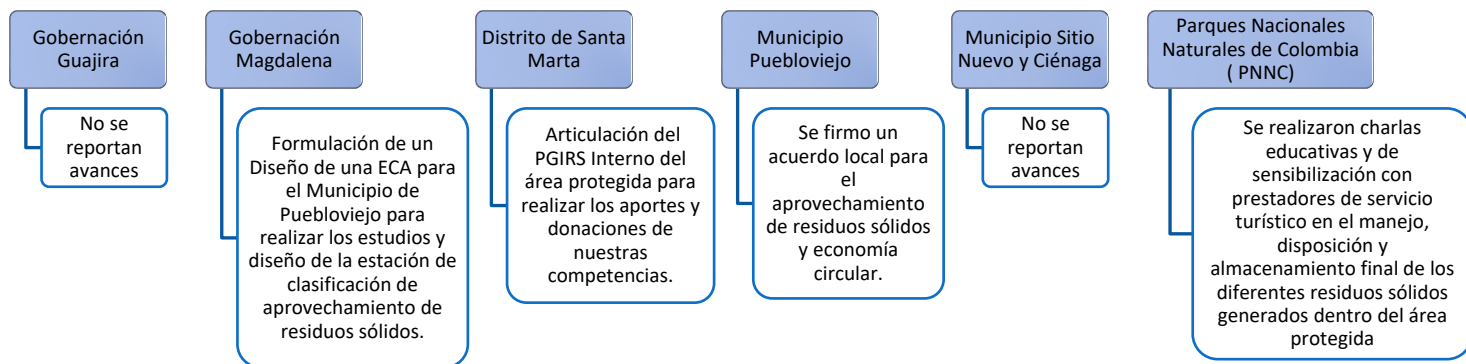 Gobernación
Guajira
No se
reportan
avances
Gobernación
Magdalena
Formulación de un
Diseño de una ECA para
el Municipio de
Puebloviejo para
realizar los estudios y
diseño de la estación de
clasificación de
aprovechamiento de
residuos sólidos.
Distrito de Santa
Marta
Articulación del
PGIRS Interno del
área protegida para
realizar los aportes y
donaciones de
nuestras
competencias.
Municipio
Puebloviejo
Se firmo un
acuerdo local para
el
aprovechamiento
de residuos sólidos
y economía
circular.
Municipio Sitio
Nuevo y Ciénaga
No se
reportan
avances
Parques Nacionales
Naturales de Colombia
( PNNC)
Se realizaron charlas
educativas y de
sensibilización con
prestadores de servicio
turístico en el manejo,
disposición y
almacenamiento final de los
diferentes residuos sólidos
generados dentro del área
protegida